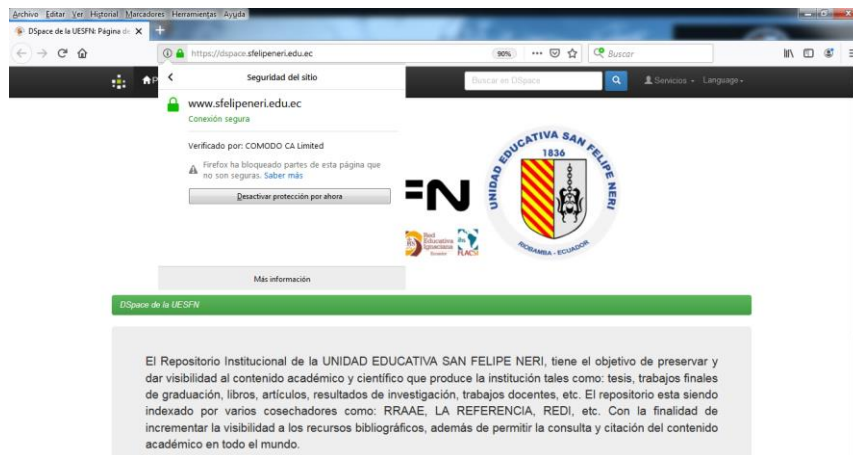 Archivo Editar Ver Historial Marcadores Herramientas Ayuda
DSpace de la UESFN: Página de
https://dspace.sfelipeneri.edu.ec
90%
Buscar
Seguridad del sitio
Buscar en DSpace
Servicios
Language
www.sfelipeneri.edu.ec
Conexión segura
Verificado por: COMODO CA Limited
Firefox ha bloqueado partes de esta página que
no son seguras. Saber más
Desactivar protección por ahora
Más información
FN
UNIDAD EDUCATIVA SAN FELIPE NERI
1836
RIOBAMBA - ECUADOR
Red
Educativa
Ignaciana
Ecuador
FLACSI
DSpace de la UESFN
El Repositorio Institucional de la UNIDAD EDUCATIVA SAN FELIPE NERI, tiene el objetivo de preservar y
dar visibilidad al contenido académico y científico que produce la institución tales como: tesis, trabajos finales
de graduación, libros, artículos, resultados de investigación, trabajos docentes, etc. El repositorio esta siendo
indexado por varios cosechadores como: RRAAE, LA REFERENCIA, REDI, etc. Con la finalidad de
incrementar la visibilidad a los recursos bibliográficos, además de permitir la consulta y citación del contenido
académico en todo el mundo.